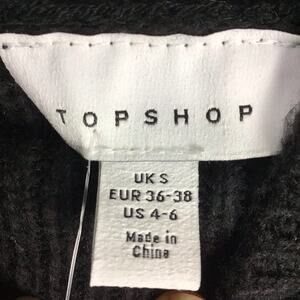 TOPSHOP
UK S
EUR 36-38
US 4-6
Made in
China